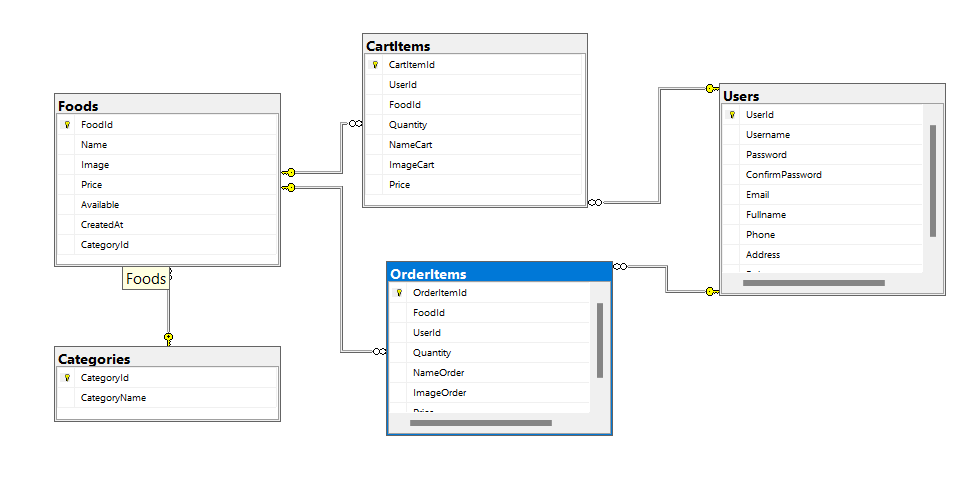 CartItems
CartItemId
UserId
FoodId
Quantity
NameCart
ImageCart
Price
Foods
FoodId
Name
Image
Price
Available
CreatedAt
CategoryId
Foods
Users
UserId
Username
Password
ConfirmPassword
Email
Fullname
Phone
Address
OrderItems
OrderItemId
FoodId
UserId
Quantity
NameOrder
ImageOrder
Price
Categories
CategoryId
CategoryName